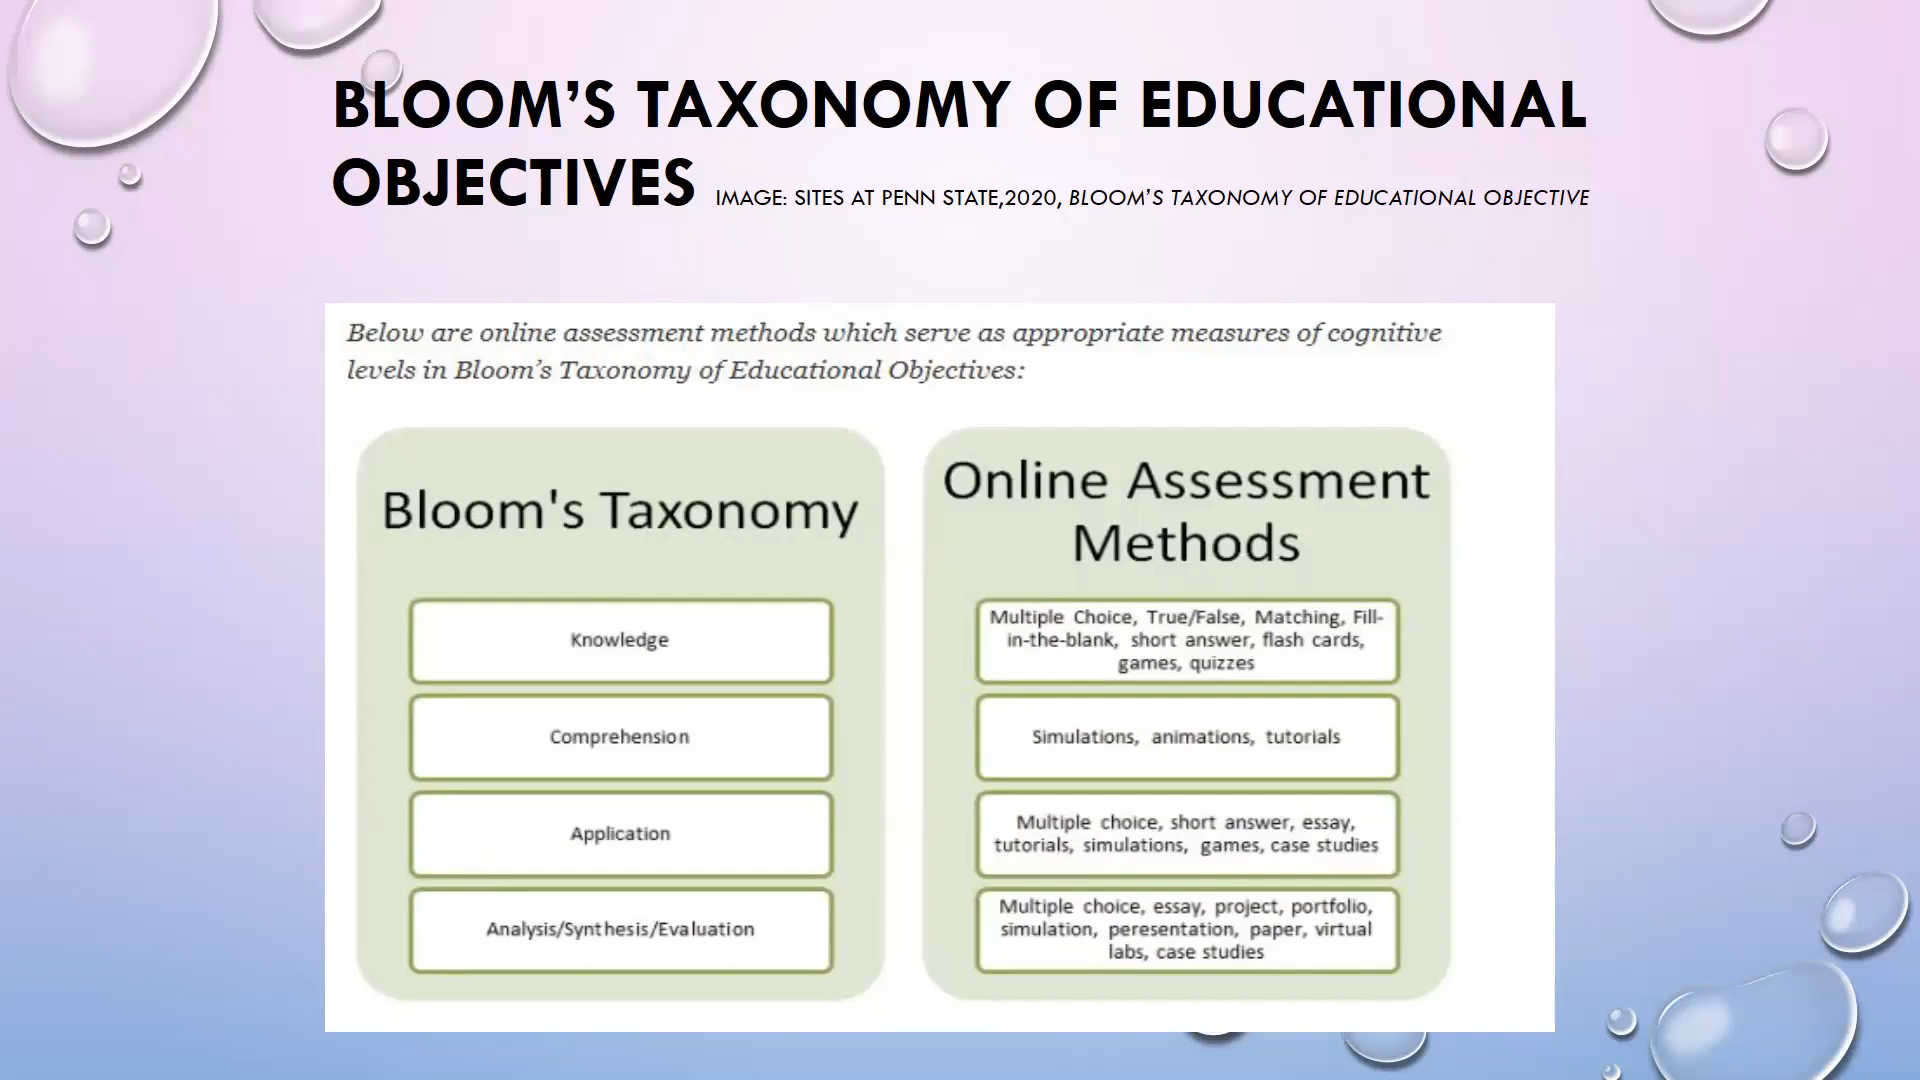 BLOOM’S TAXONOMY OF EDUCATIONAL
OBJECTIVES IMAGE: SITES AT PENN STATE,2020, BLOOM’S TAXONOMY OF EDUCATIONAL OBJECTIVE
Below are online assessment methods which serve as appropriate measures of cognitive
levels in Bloom’s Taxonomy of Educational Objectives:
Bloom's Taxonomy
Knowledge
Comprehension
Application
Analysis/Synthesis/Evaluation
Online Assessment
Methods
Multiple Choice, True/False, Matching, Fill-
in-the-blank, short answer, flash cards,
games, quizzes
Simulations, animations, tutorials
Multiple choice, short answer, essay,
tutorials, simulations, games, case studies
Multiple choice, essay, project, portfolio,
simulation, peresentation, paper, virtual
labs, case studies